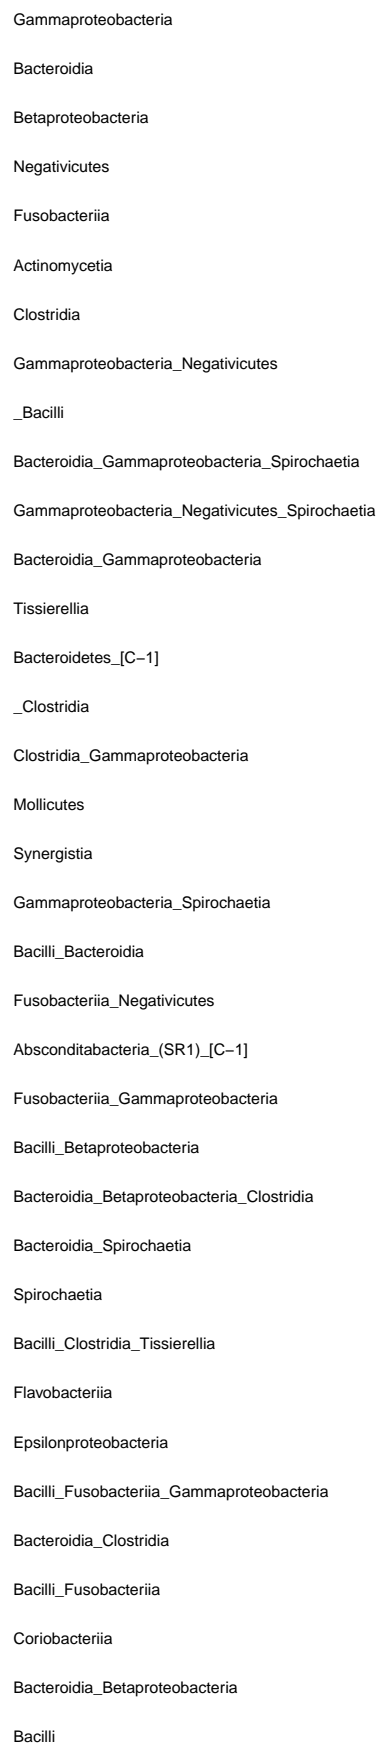 Gammaproteobacteria
Bacteroidia
Betaproteobacteria
Negativicutes
Fusobacteriia
Actinomycetia
Clostridia
Gammaproteobacteria_Negativicutes
_Bacilli
Bacteroidia_Gammaproteobacteria_Spirochaetia
Gammaproteobacteria_Negativicutes_Spirochaetia
Bacteroidia_Gammaproteobacteria
Tissierellia
Bacteroidetes_[C−1]
_Clostridia
Clostridia_Gammaproteobacteria
Mollicutes
Synergistia
Gammaproteobacteria_Spirochaetia
Bacilli_Bacteroidia
Fusobacteriia_Negativicutes
Absconditabacteria_(SR1)_[C−1]
Fusobacteriia_Gammaproteobacteria
Bacilli_Betaproteobacteria
Bacteroidia_Betaproteobacteria_Clostridia
Bacteroidia_Spirochaetia
Spirochaetia
Bacilli_Clostridia_Tissierellia
Flavobacteriia
Epsilonproteobacteria
Bacilli_Fusobacteriia_Gammaproteobacteria
Bacteroidia_Clostridia
Bacilli_Fusobacteriia
Coriobacteriia
Bacteroidia_Betaproteobacteria
Bacilli